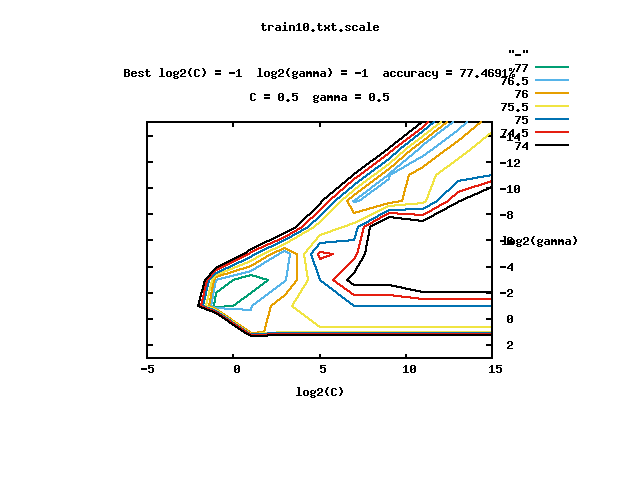 train10.txt.scale
"-"
Best log2(C) = -1  log2(gamma) = -1  accuracy = 77.4691%
77
76.5
C = 0.5  gamma = 0.5
76
75.5
75
74.5
74
-14
-12
-10
-8
-6
log2(gamma)
-4
-2
0
2
-5 0 5 10 15
log2(C)